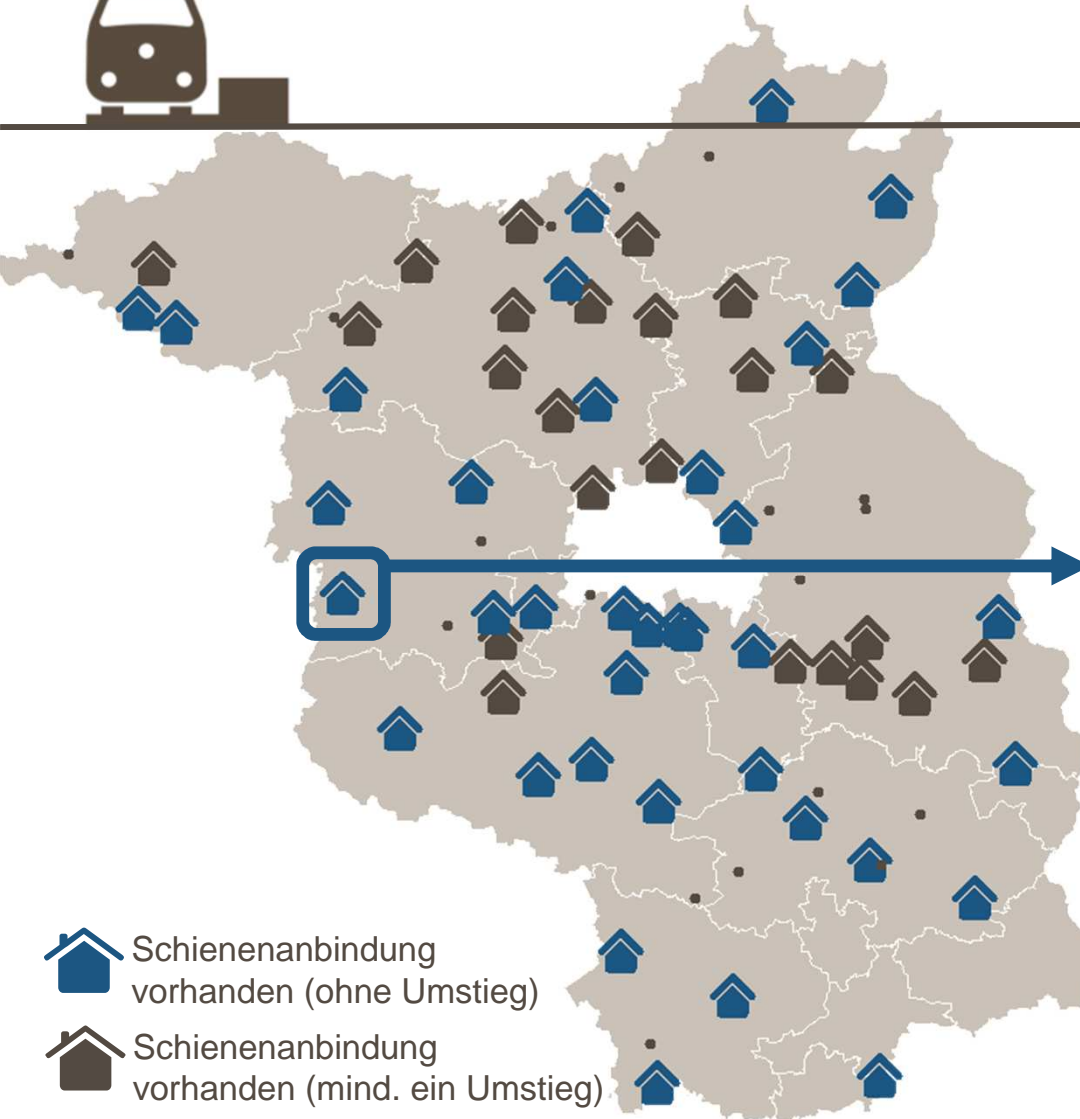 Schienenanbindung
vorhanden (ohne Umstieg)
Schienenanbindung
vorhanden (mind. ein Umstieg)